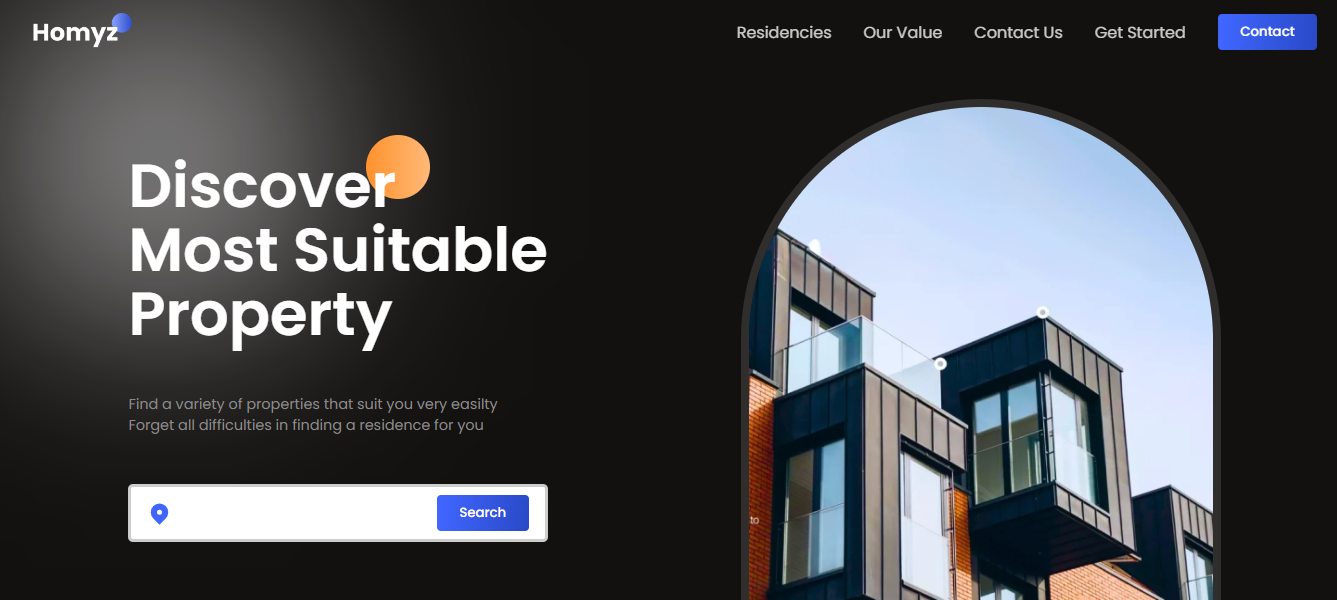 Homyz
Residencies
Our Value
Contact Us
Get Started
Contact
Discover
Most Suitable
Property
Find a variety of properties that suit you very easilty
Forget all difficulties in finding a residence for you
Search
to